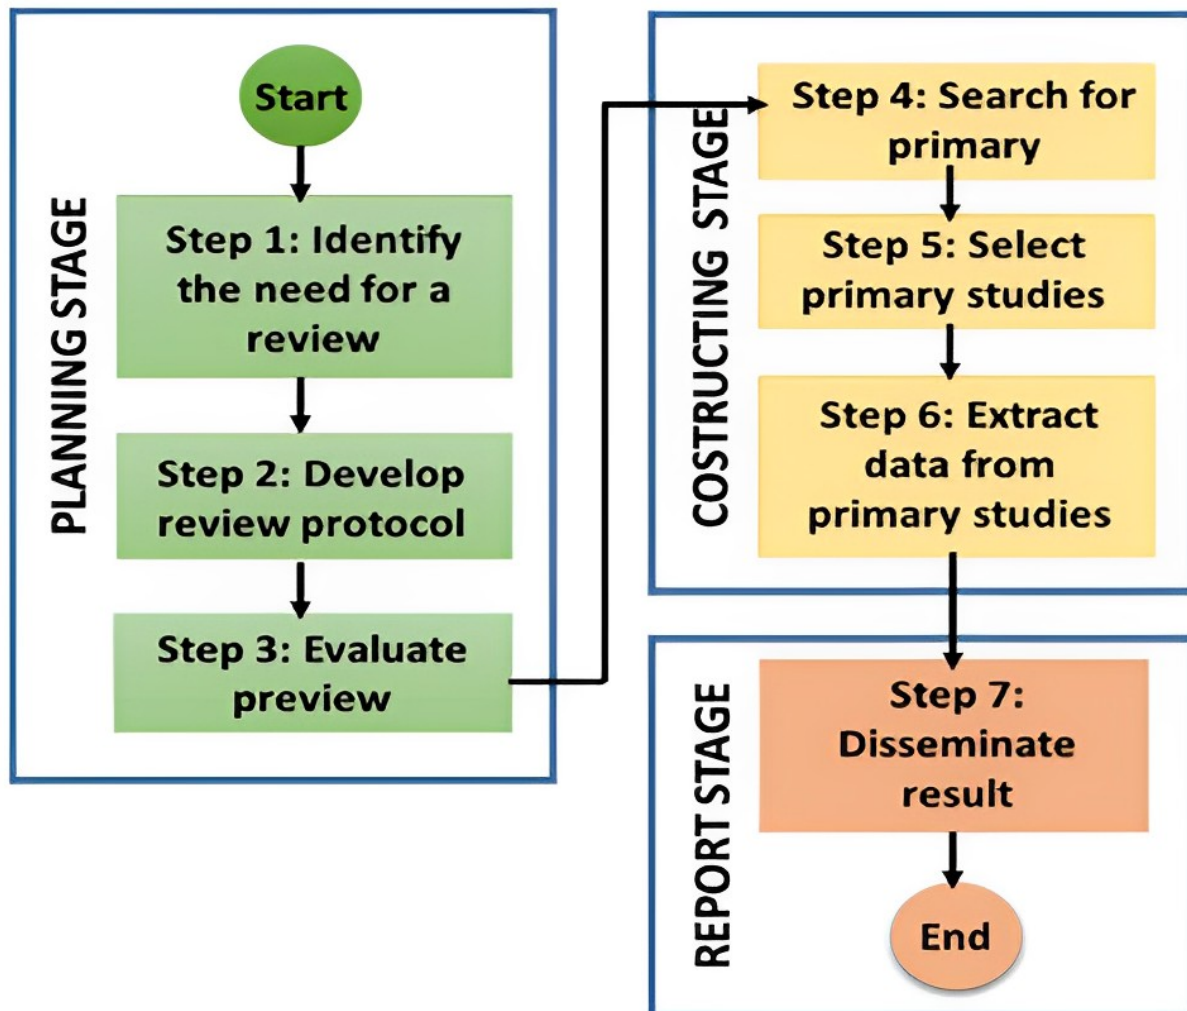 PLANNING STAGE
Start
Step 1: Identify
the need for a
review
Step 2: Develop
review protocol
Step 3: Evaluate
preview
COSTRUCTING STAGE
Step 4: Search for
primary
Step 5: Select
primary studies
Step 6: Extract
data from
primary studies
REPORT STAGE
Step 7:
Disseminate
result
End